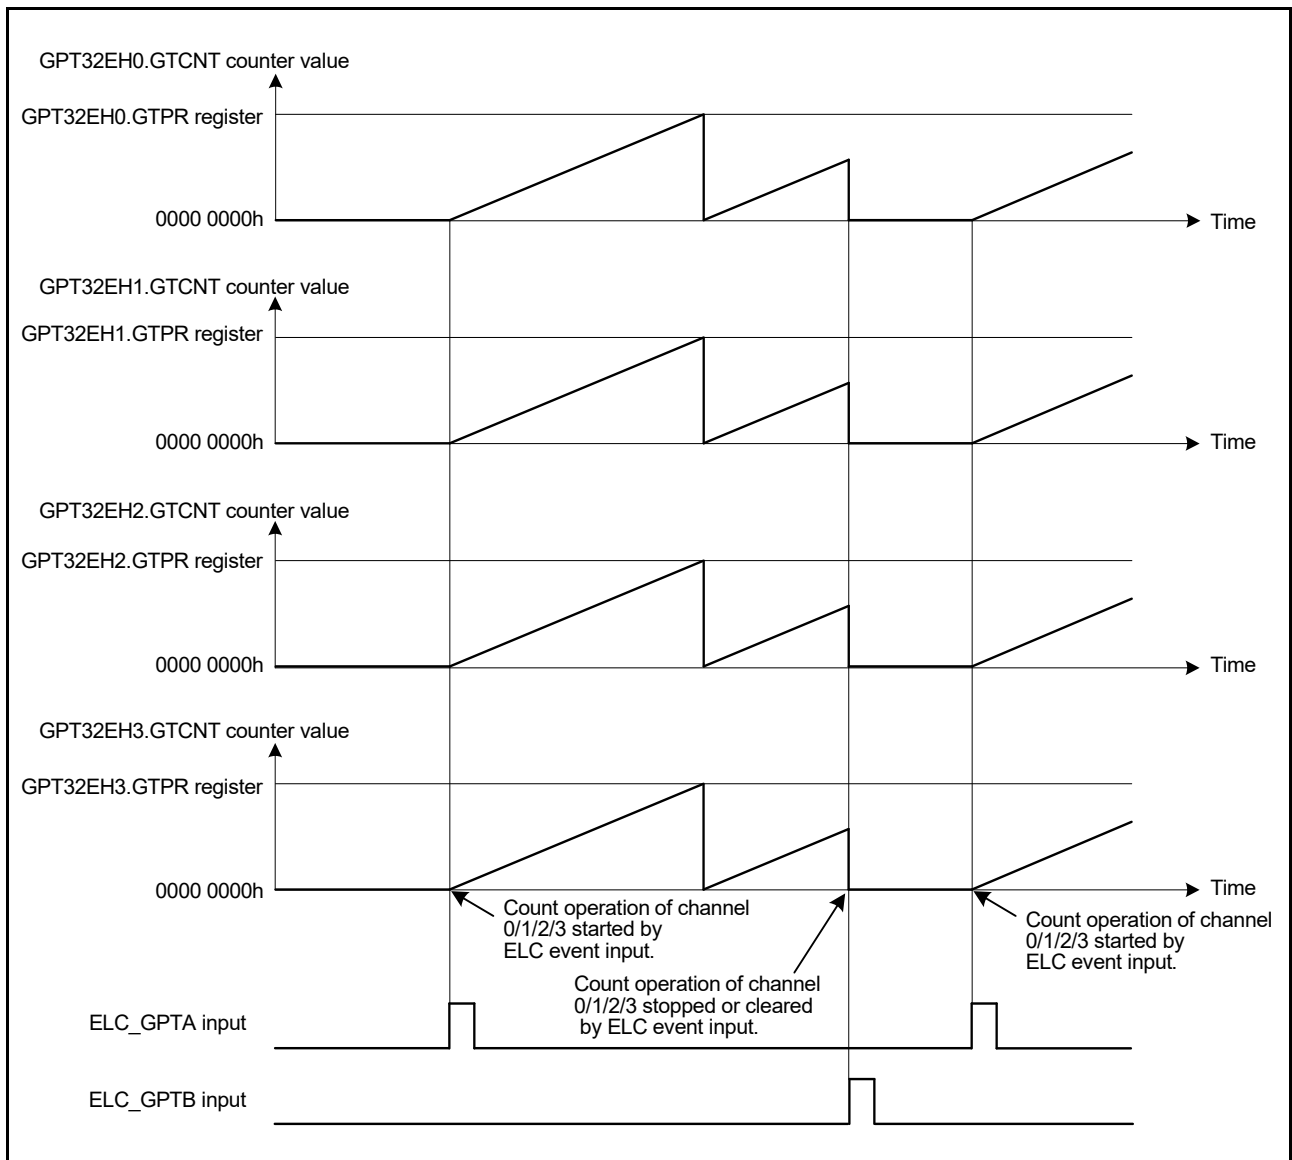 GPT32EH0.GTCNT counter value
GPT32EH0.GTPR register
0000 0000h
Time
GPT32EH1.GTCNT counter value
GPT32EH1.GTPR register
0000 0000h
Time
GPT32EH2.GTCNT counter value
GPT32EH2.GTPR register
0000 0000h
Time
GPT32EH3.GTCNT counter value
GPT32EH3.GTPR register
0000 0000h
Time
Count operation of channel
0/1/2/3 started by
ELC event input.
Count operation of channel
0/1/2/3 stopped or cleared
by ELC event input.
Count operation of channel
0/1/2/3 started by
ELC event input.
ELC_GPTA input
ELC_GPTB input